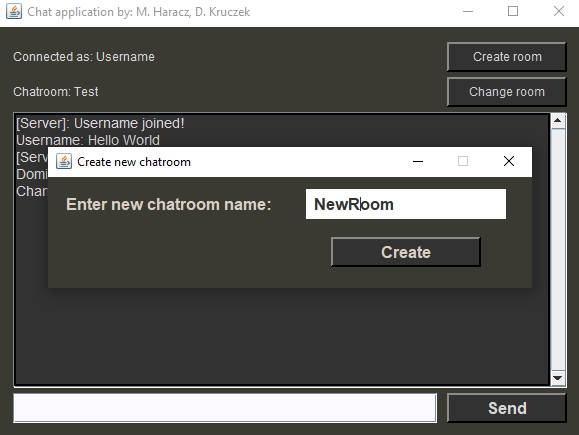 Chat application by: M. Haracz, D. Kruczek
Connected as: Username
Create room
Chatroom: Test
Change room
[Server]: Username joined!
Username: Hello World
[Serv
Domi
Chan
Create new chatroom
Enter new chatroom name:
NewRoom
Create
Send